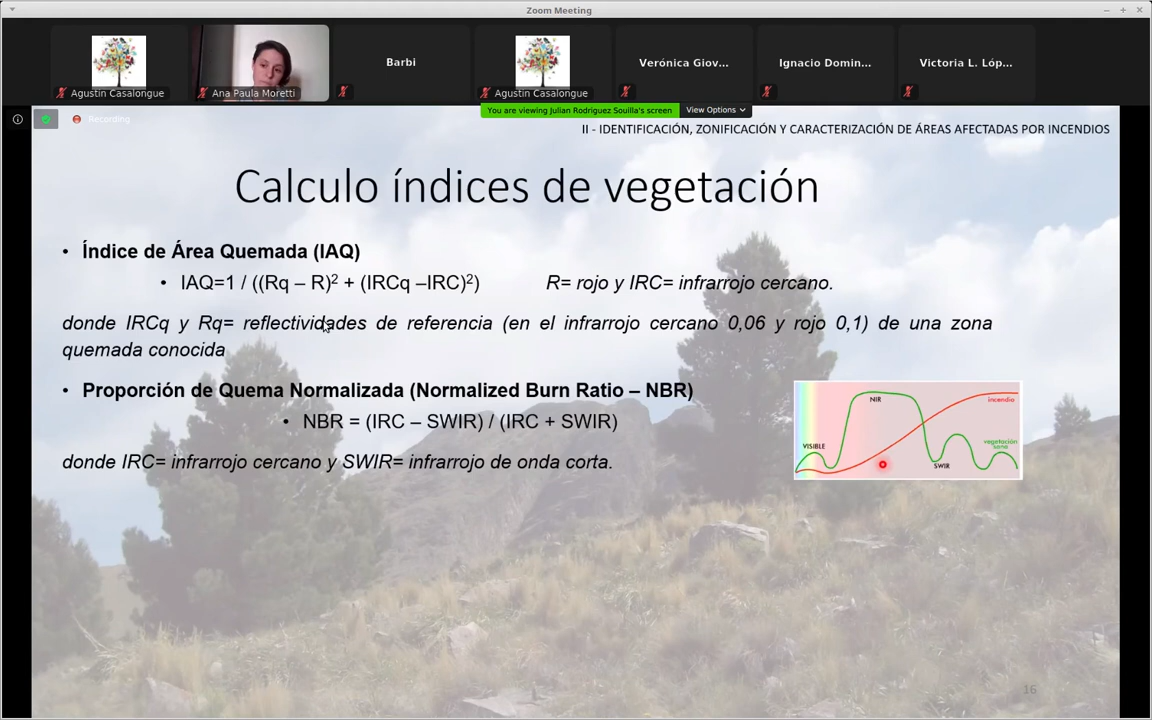 Zoom Meeting
Barbi
Verónica Giov...
Ignacio Domin...
Victoria L. Lóp...
Agustin Casalongue
Ana Paula Moretti
Agustin Casalongue
You are viewing Julian Rodriguez Souilla's screen
View Options
Recording
II - IDENTIFICACIÓN, ZONIFICACIÓN Y CARACTERIZACIÓN DE ÁREAS AFECTADAS POR INCENDIOS
Calculo índices de vegetación
• Índice de Área Quemada (IAQ)
• IAQ=1 / ((Rq – R)² + (IRCq –IRC)²) R= rojo y IRC= infrarrojo cercano.
donde IRCq y Rq= reflectividades de referencia (en el infrarrojo cercano 0,06 y rojo 0,1) de una zona
quemada conocida
• Proporción de Quema Normalizada (Normalized Burn Ratio – NBR)
• NBR = (IRC – SWIR) / (IRC + SWIR)
donde IRC= infrarrojo cercano y SWIR= infrarrojo de onda corta.
NIR
incendia
VISIBLE
vegetación
sana
SWIR
16